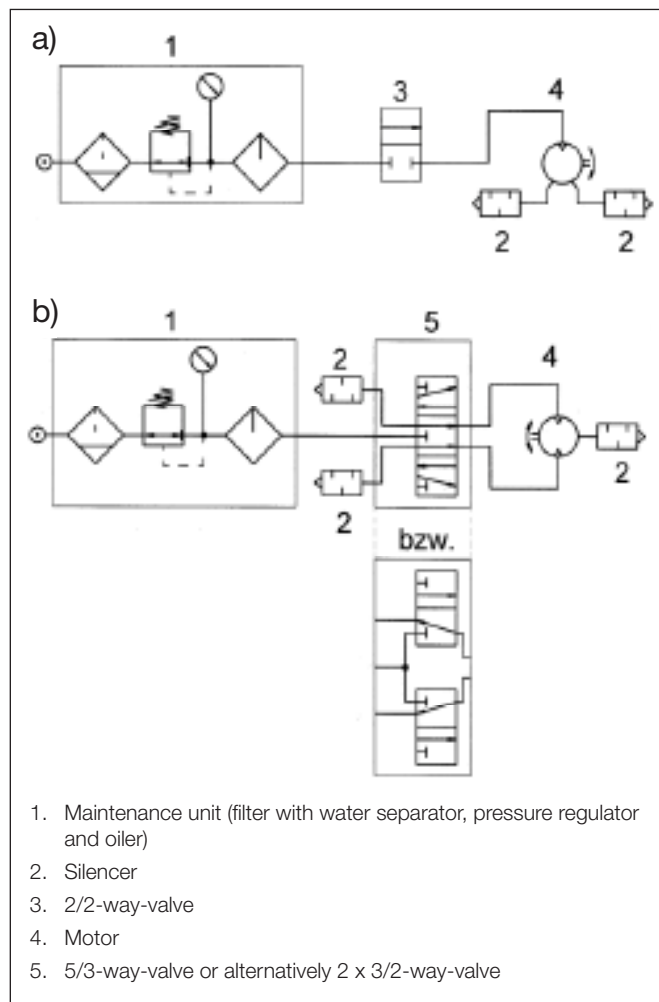 a)
1
3
4
2
2
b)
1
5
2
4
2
2
bzw.
1. Maintenance unit (filter with water separator, pressure regulator
and oiler)
2. Silencer
3. 2/2-way-valve
4. Motor
5. 5/3-way-valve or alternatively 2 x 3/2-way-valve